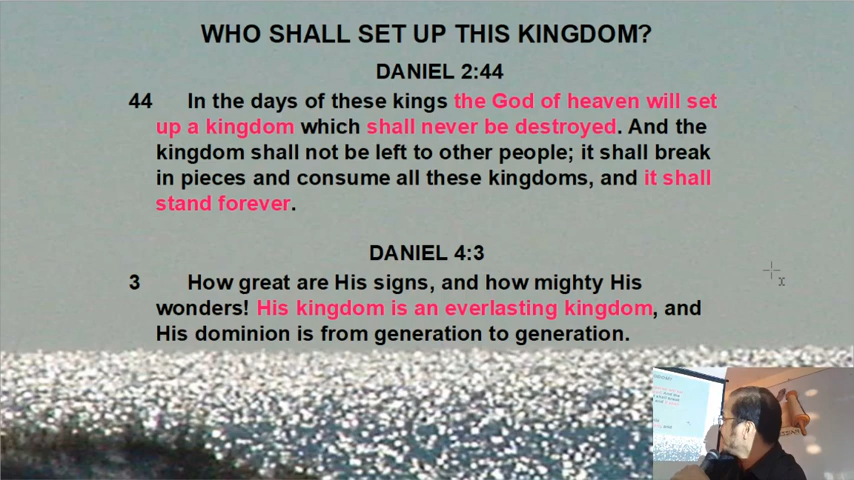 WHO SHALL SET UP THIS KINGDOM?
DANIEL 2:44
44 In the days of these kings the God of heaven will set
up a kingdom which shall never be destroyed. And the
kingdom shall not be left to other people; it shall break
in pieces and consume all these kingdoms, and it shall
stand forever.
DANIEL 4:3
3 How great are His signs, and how mighty His
wonders! His kingdom is an everlasting kingdom, and
His dominion is from generation to generation.